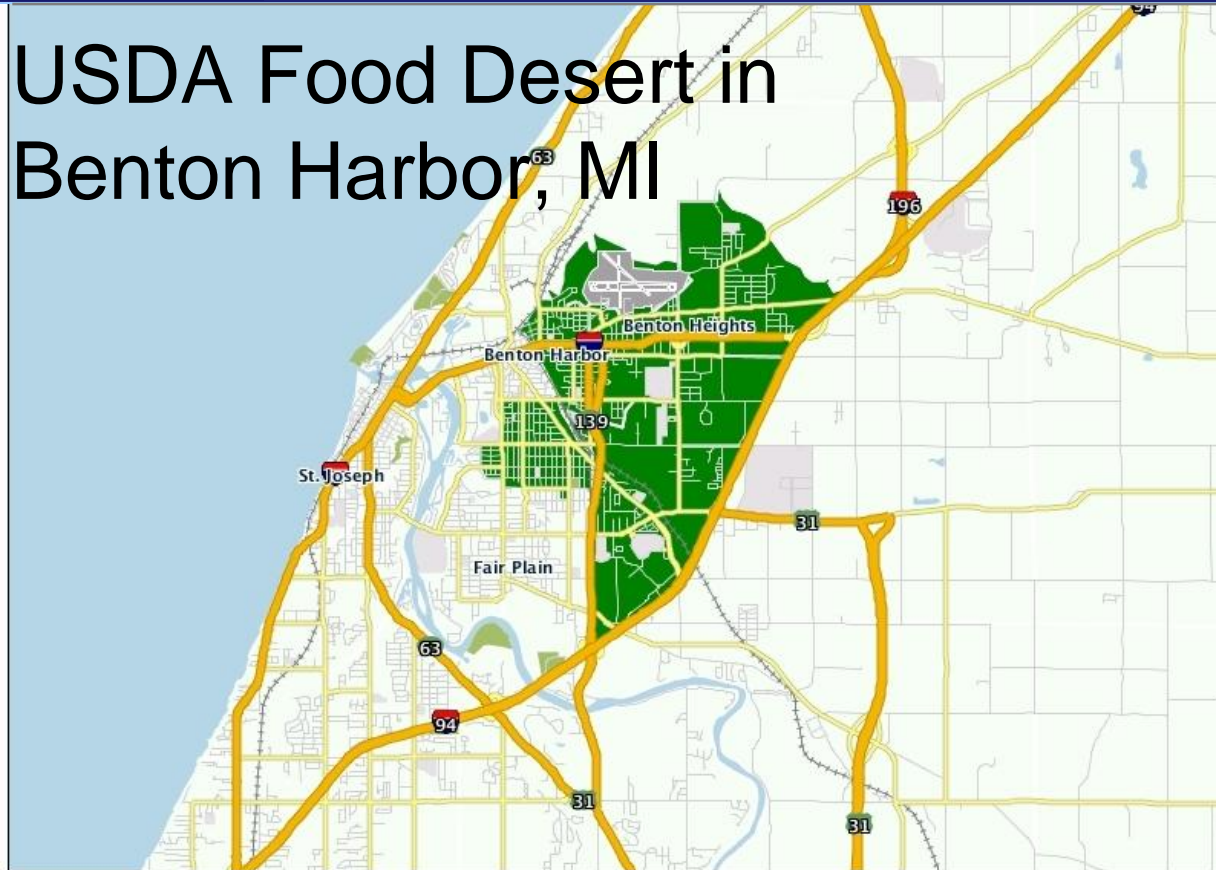 USDA Food Desert in
Benton Harbor, MI
94
63
196
Benton Heights
Benton Harbor
139
St. Joseph
31
Fair Plain
63
94
31
31